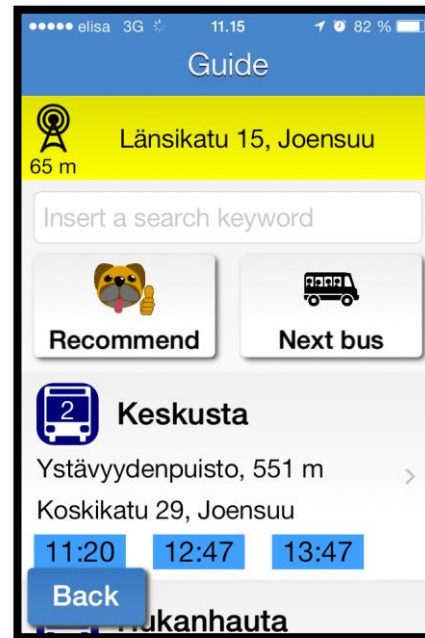 elisa 3G 11.15 82 %
Guide
65 m
Länsikatu 15, Joensuu
Insert a search keyword
Recommend
Next bus
2 Keskusta
Ystävyydenpuisto, 551 m
Koskikatu 29, Joensuu
11:20 12:47 13:47
Back